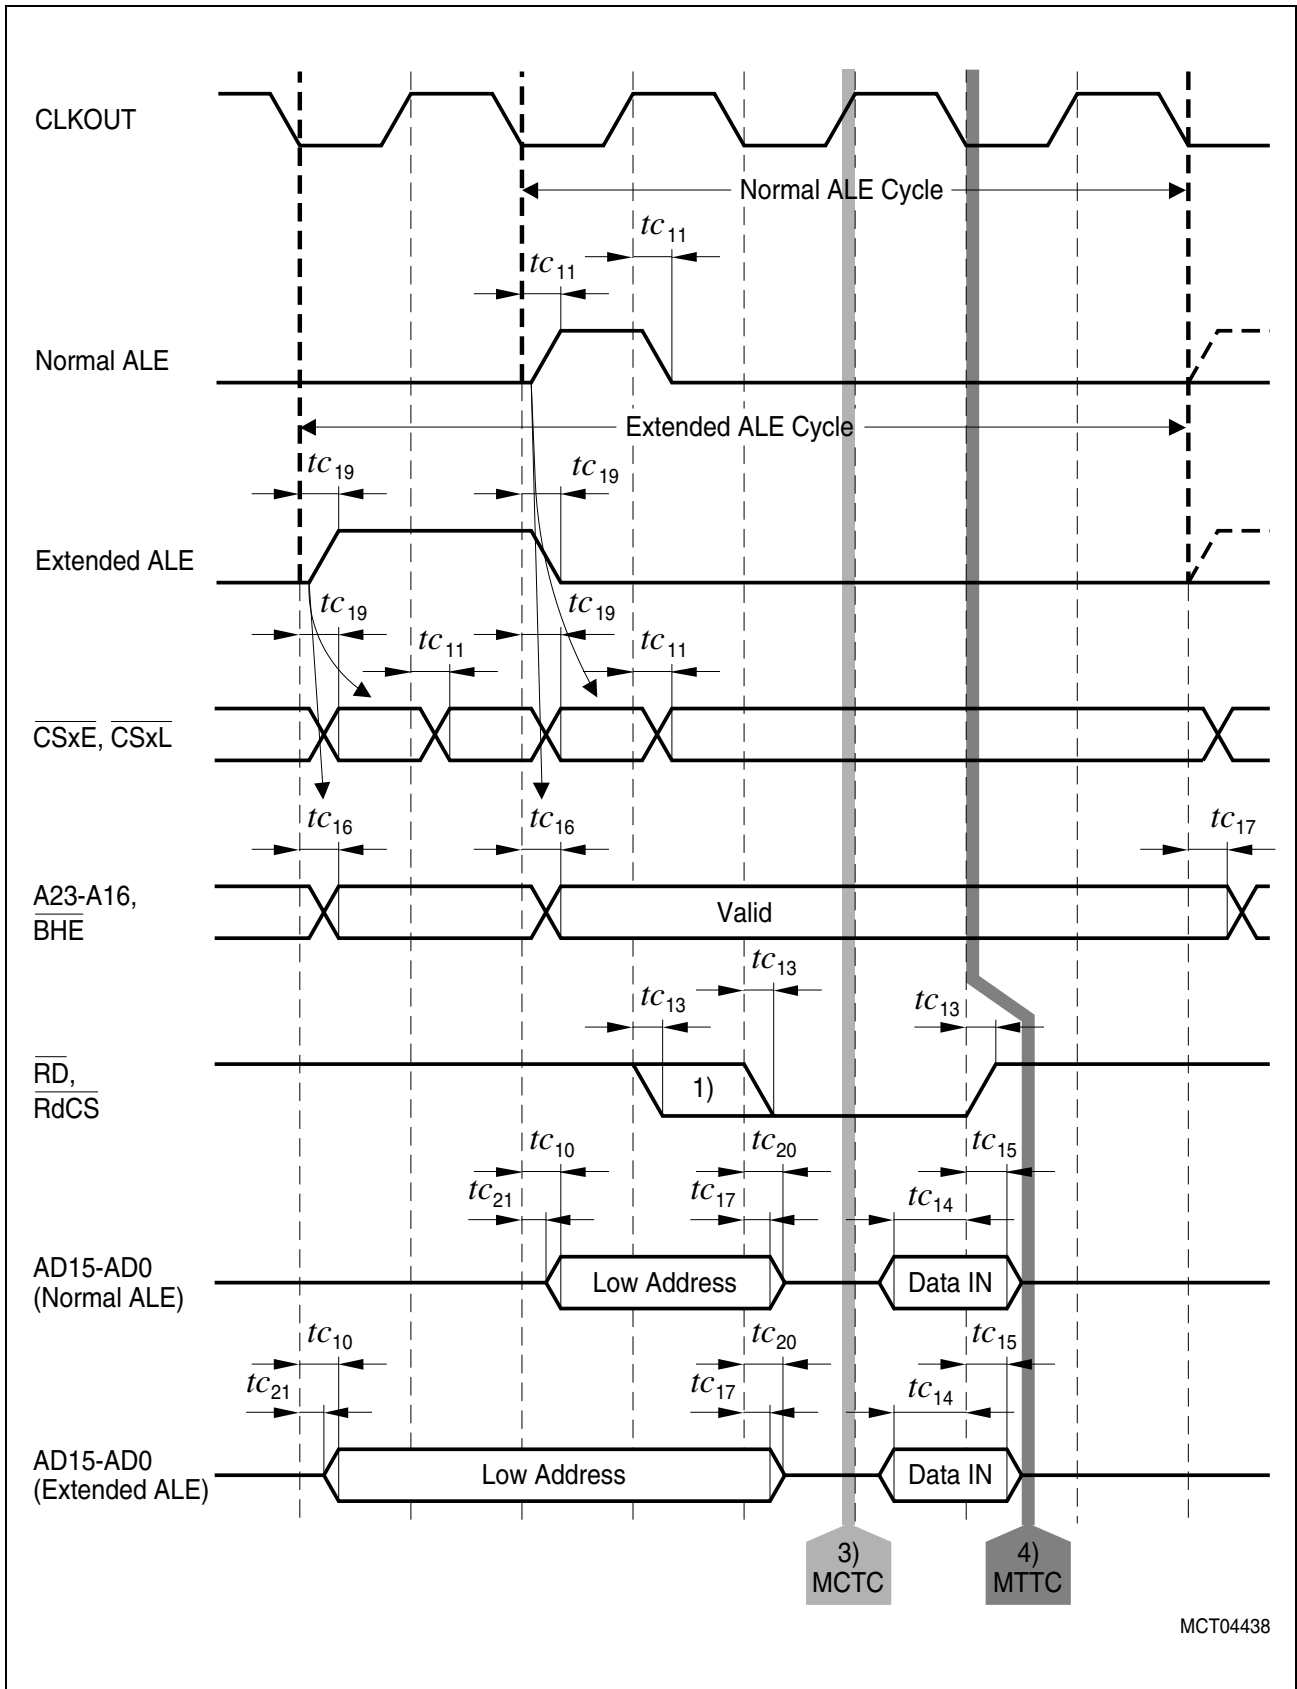 CLKOUT
Normal ALE Cycle
tc11
tc11
Normal ALE
Extended ALE Cycle
tc19
tc19
Extended ALE
tc19
tc19
tc11
tc11
CSxE, CSxL
tc16
tc16
tc17
A23-A16,
BHE
Valid
tc13
tc13
tc13
RD,
RdCS
1)
tc10
tc20
tc15
tc21
tc17
tc14
AD15-AD0
(Normal ALE)
Low Address
Data IN
tc10
tc20
tc15
tc21
tc17
tc14
AD15-AD0
(Extended ALE)
Low Address
Data IN
3)
MCTC
4)
MTTC
MCT04438